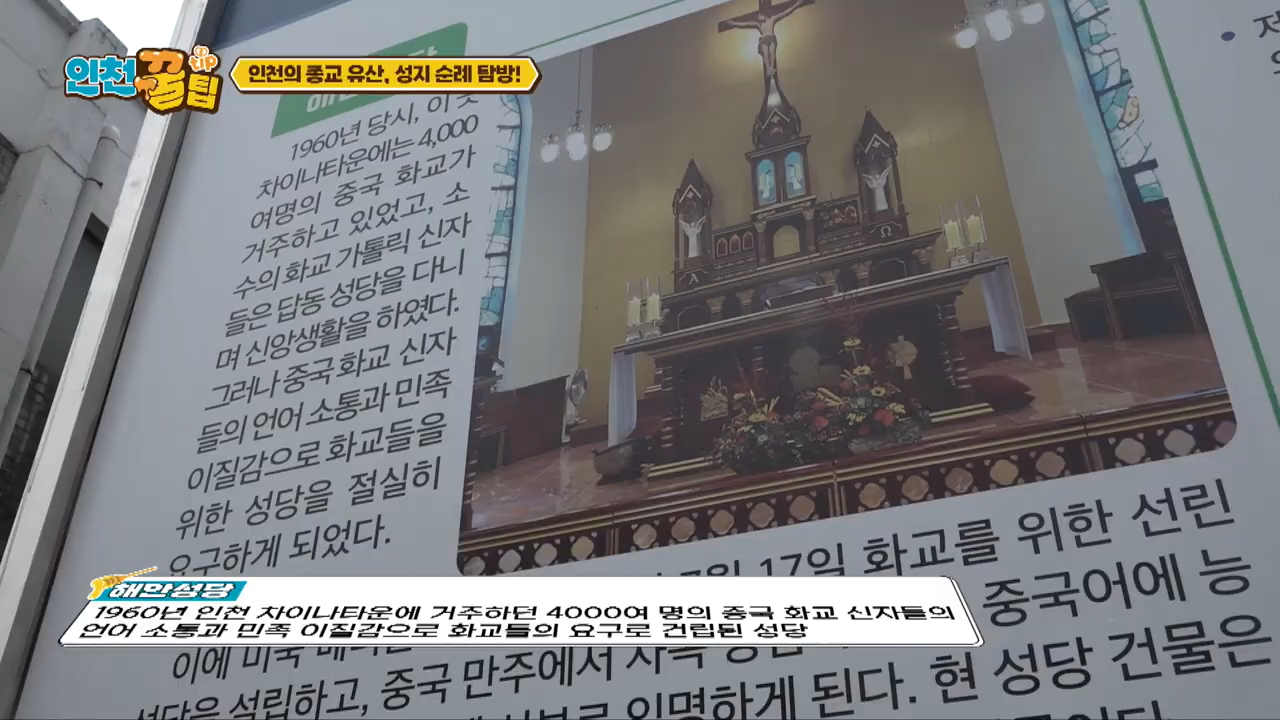 인천 꿀팁 tip
인천의 종교 유산, 성지 순례 탐방!
1960년 당시, 이
차이나타운에는 4,000
여명의 중국 화교가
거주하고 있었고, 소
수의 화교 가톨릭 신자
들은 답동 성당을 다니
며 신앙생활을 하였다.
그러나 중국 화교 신자
들의 언어 소통과 민족
이질감으로 화교들을
위한 성당을 절실히
요구하게 되었다.
17일 화교를 위한 선린
중국어에 능
이에 미국
성당을 설립하고, 중국 만주에서 사목
임명하게 된다. 현 성당 건물은
해안성당
1960년 인천 차이나타운에 거주하던 4000여 명의 중국 화교 신자들의
언어 소통과 민족 이질감으로 화교들의 요구로 건립된 성당